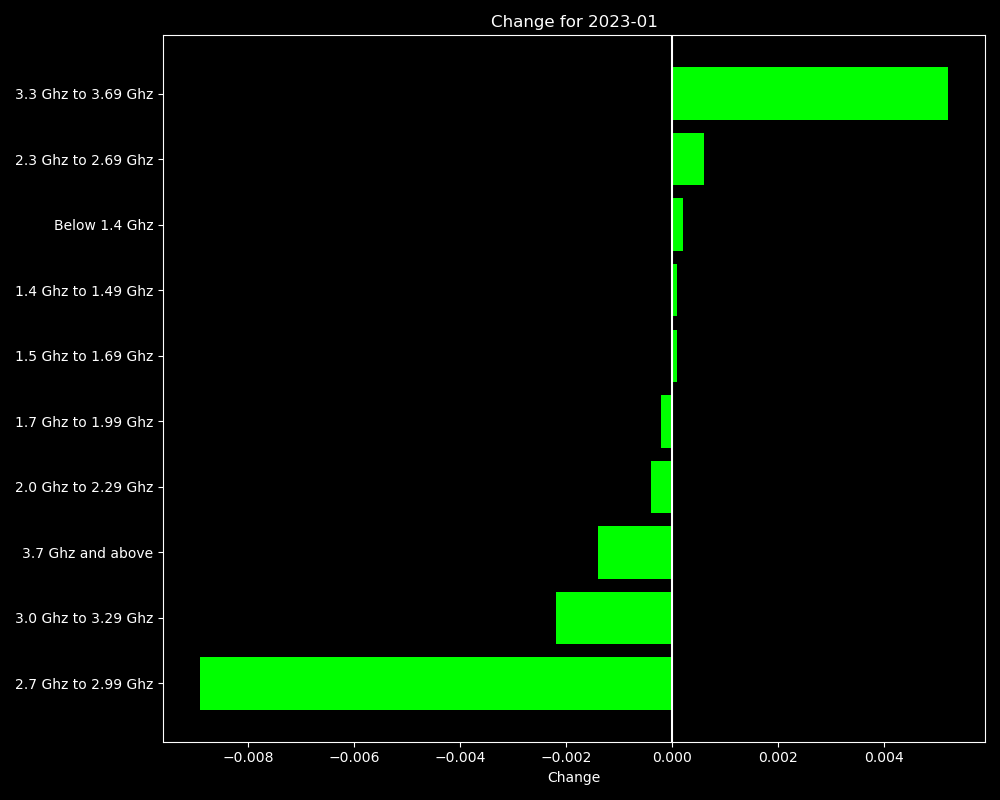 Change for 2023-01
3.3 Ghz to 3.69 Ghz
2.3 Ghz to 2.69 Ghz
Below 1.4 Ghz
1.4 Ghz to 1.49 Ghz
1.5 Ghz to 1.69 Ghz
1.7 Ghz to 1.99 Ghz
2.0 Ghz to 2.29 Ghz
3.7 Ghz and above
3.0 Ghz to 3.29 Ghz
2.7 Ghz to 2.99 Ghz
−0.008 −0.006 −0.004 −0.002 0.000 0.002 0.004
Change